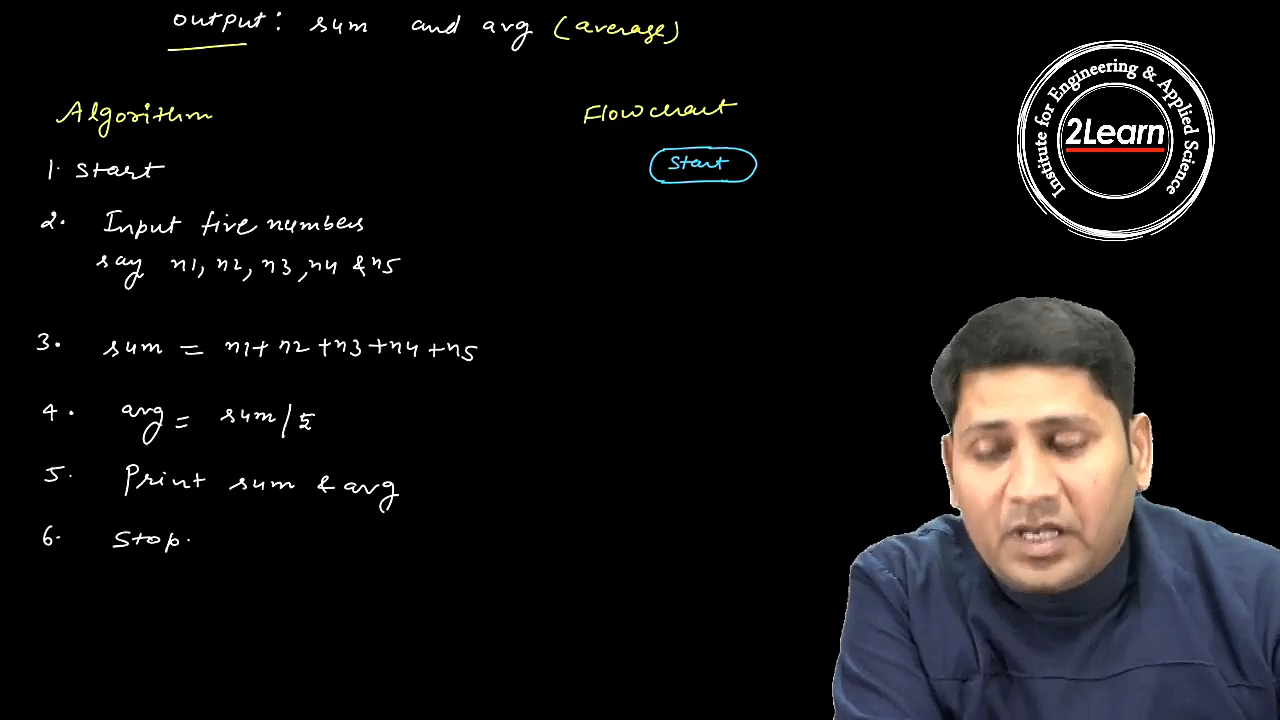 output: sum and avg (average)
Algorithm
1. Start
2. Input five numbers
say n1, n2, n3, n4 & n5
3. sum = n1+ n2 +n3 +n4 +n5
4. avg = sum/5
5. Print sum & avg
6. Stop.
Flowchart
Start
Institute for Engineering & Applied Science
2Learn